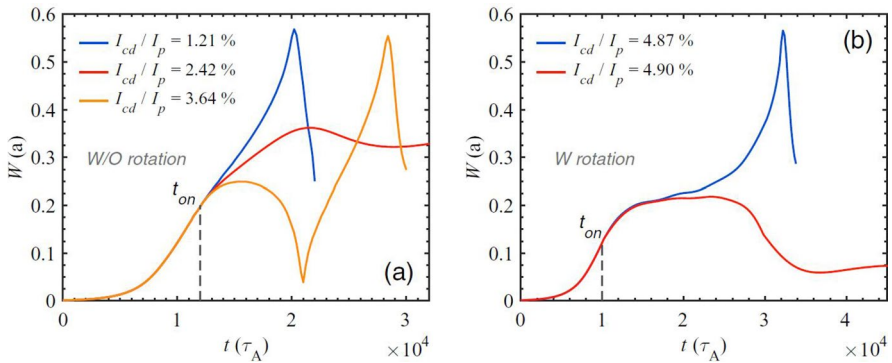 0.6
0.5
0.4
0.3
0.2
0.1
0
W (a)
I_cd / I_p = 1.21 %
I_cd / I_p = 2.42 %
I_cd / I_p = 3.64 %
W/O rotation
t_on
(a)
0 1 2 3
×10^4
t (τ_A)
0.6
0.5
0.4
0.3
0.2
0.1
0
W (a)
I_cd / I_p = 4.87 %
I_cd / I_p = 4.90 %
(b)
W rotation
t_on
0 1 2 3 4
×10^4
t (τ_A)